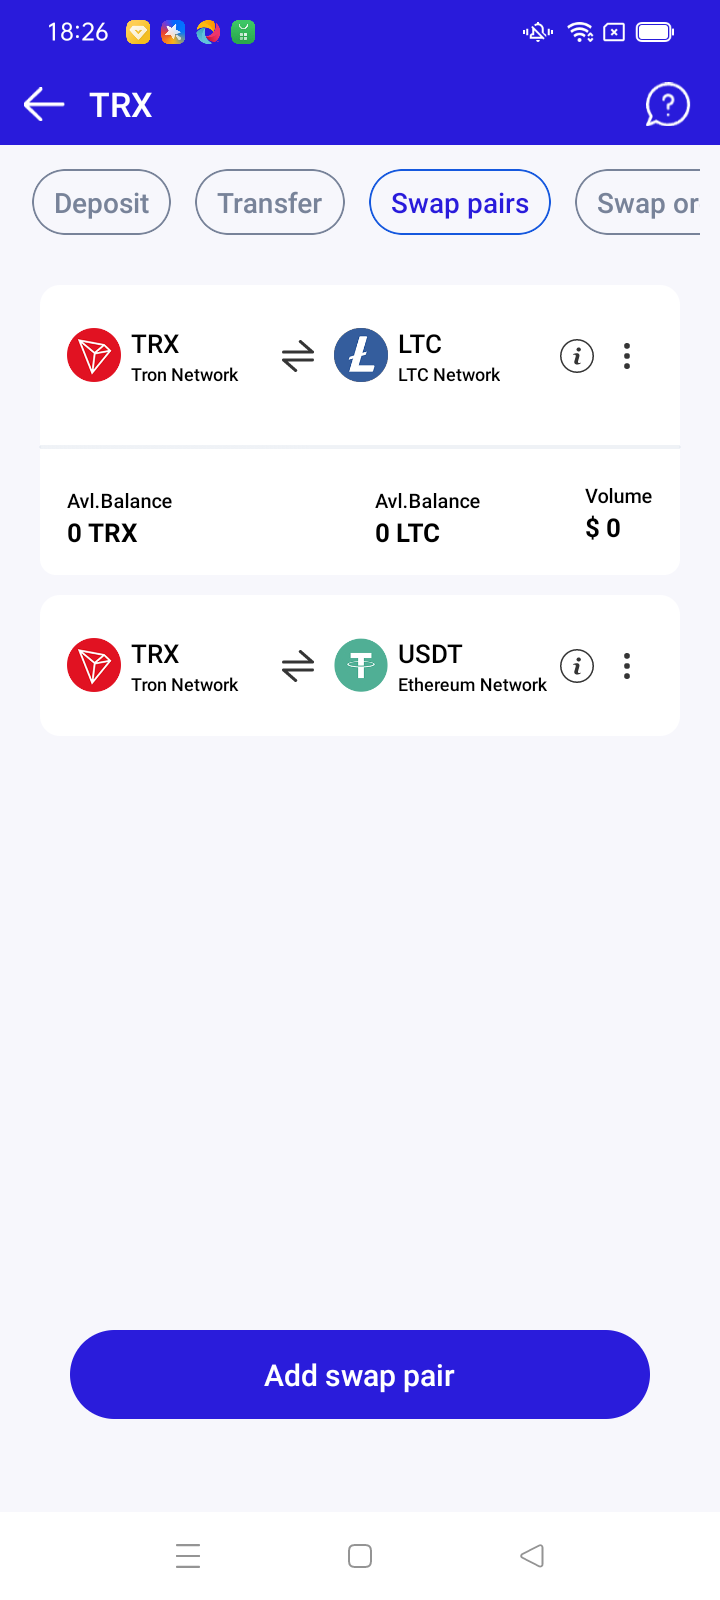 18:26
TRX
Deposit
Transfer
Swap pairs
Swap or
TRX
Tron Network
LTC
LTC Network
Avl.Balance
0 TRX
Avl.Balance
0 LTC
Volume
$ 0
TRX
Tron Network
USDT
Ethereum Network
Add swap pair